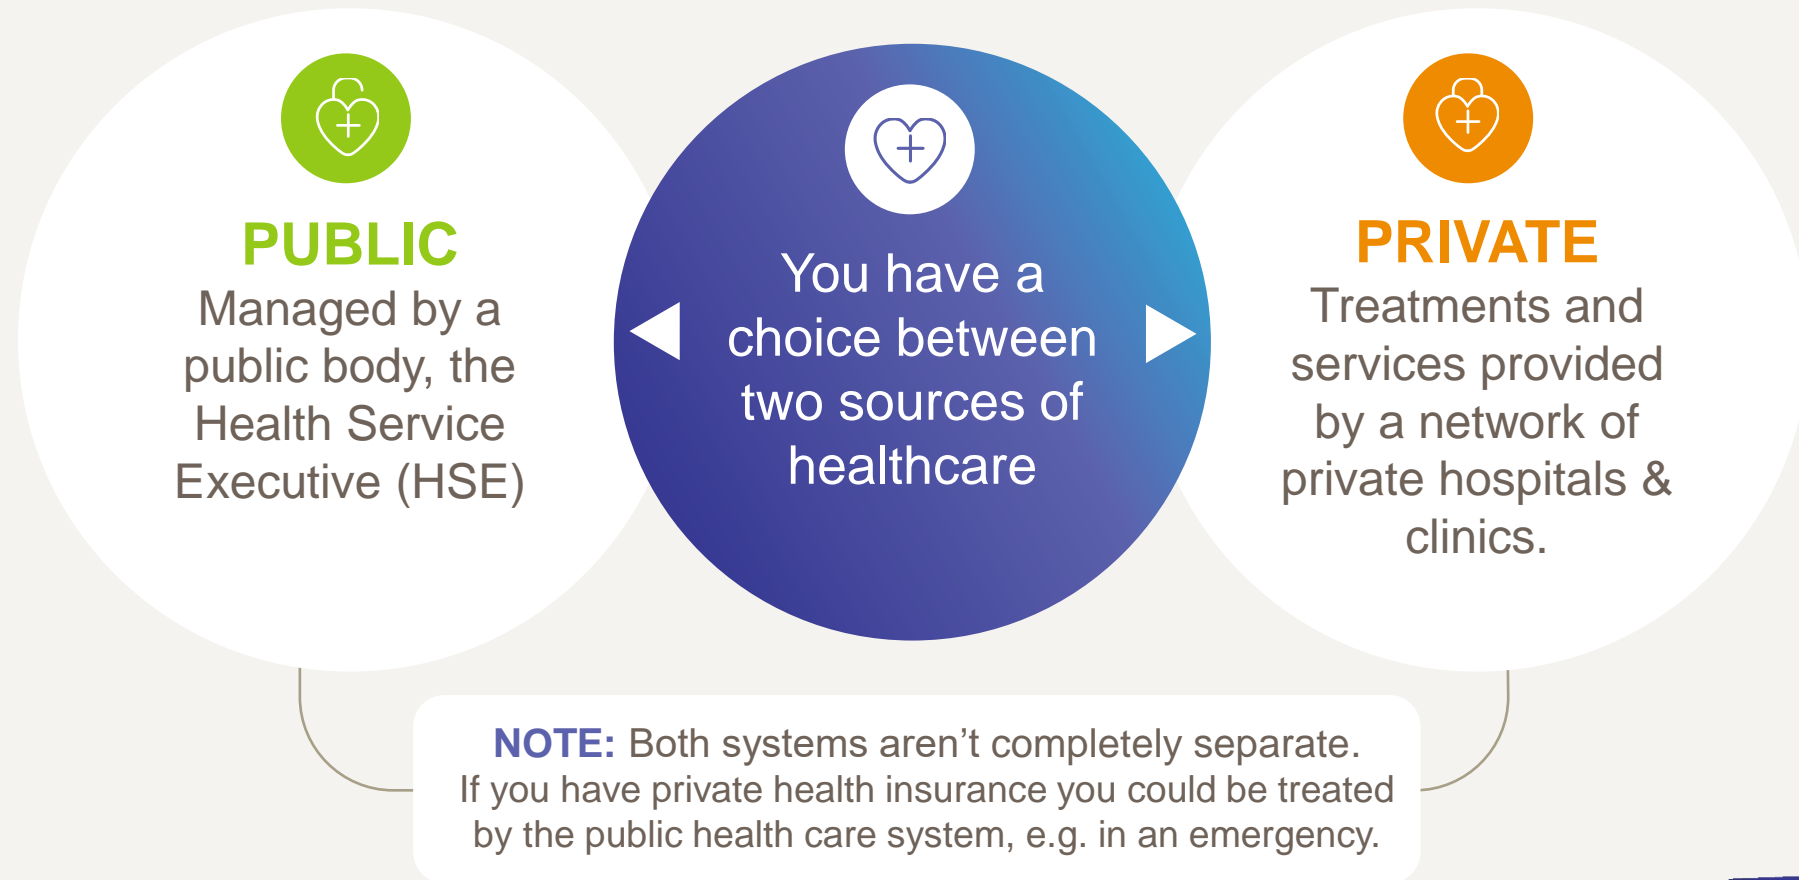 PUBLIC
Managed by a
public body, the
Health Service
Executive (HSE)
You have a
choice between
two sources of
healthcare
PRIVATE
Treatments and
services provided
by a network of
private hospitals &
clinics.
NOTE: Both systems aren’t completely separate.
If you have private health insurance you could be treated
by the public health care system, e.g. in an emergency.